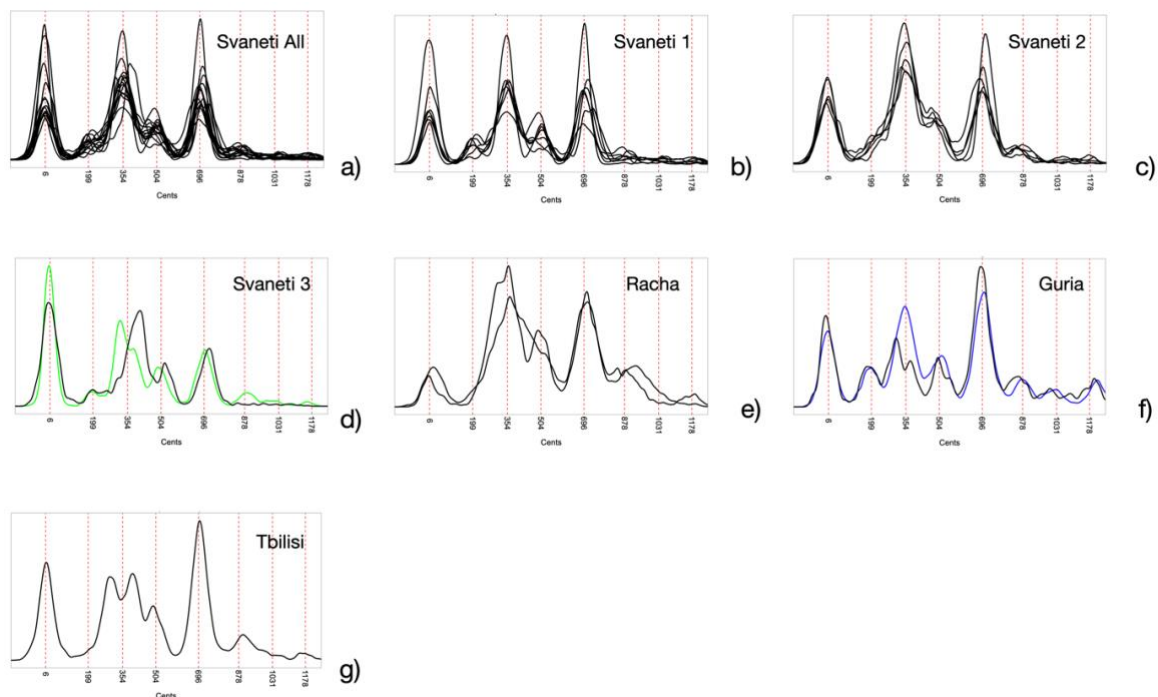 Svaneti All
6 199 354 504 696 878 1031 1178
Cents
a)
Svaneti 1
6 199 354 504 696 878 1031 1178
Cents
b)
Svaneti 2
6 199 354 504 696 878 1031 1178
Cents
c)
Svaneti 3
6 199 354 504 696 878 1031 1178
Cents
d)
Racha
6 199 354 504 696 878 1031 1178
Cents
e)
Guria
6 199 354 504 696 878 1031 1178
Cents
f)
Tbilisi
6 199 354 504 696 878 1031 1178
Cents
g)